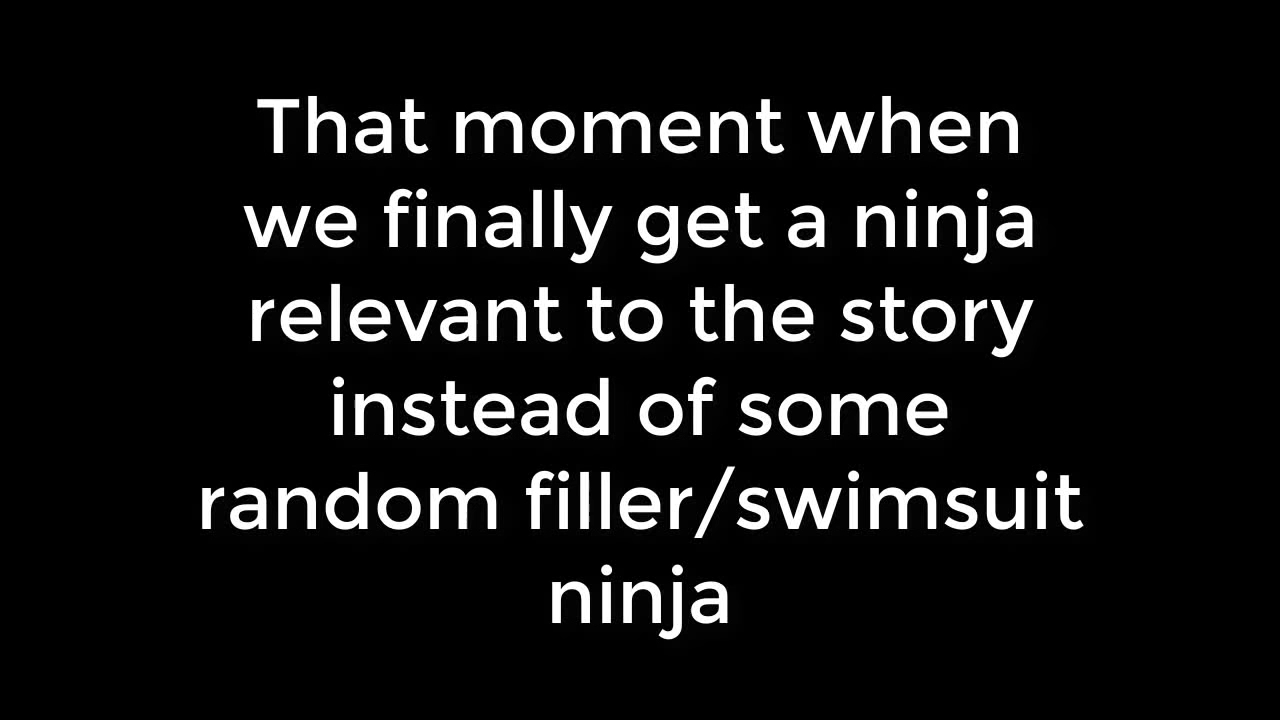 That moment when
we finally get a ninja
relevant to the story
instead of some
random filler/swimsuit
ninja